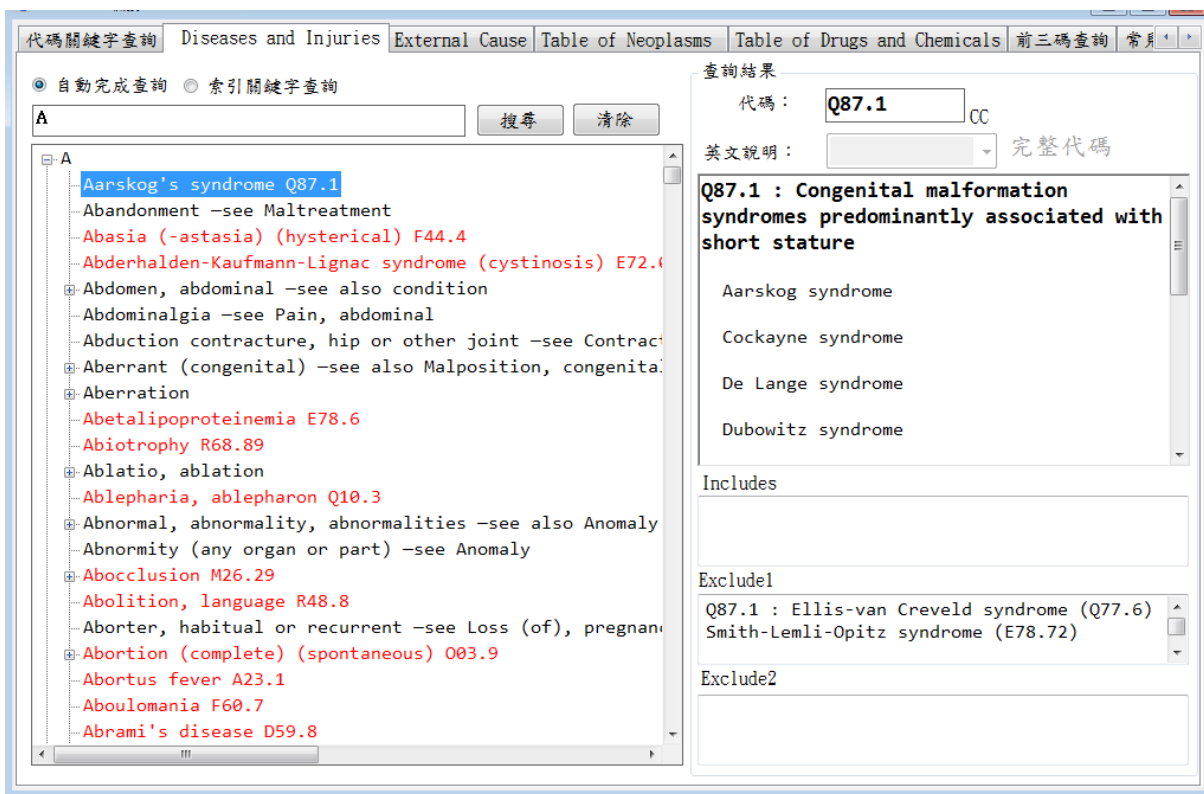 代碼關鍵字查詢 Diseases and Injuries External Cause Table of Neoplasms Table of Drugs and Chemicals 前三碼查詢
自動完成查詢 索引關鍵字查詢
A 搜尋 清除
A
Aarskog's syndrome Q87.1
Abandonment —see Maltreatment
Abasia (-astasia) (hysterical) F44.4
Abderhalden-Kaufmann-Lignac syndrome (cystinosis)
Abdomen, abdominal —see also condition
Abdominalgia —see Pain, abdominal
Abduction contracture, hip or other joint —see
Aberrant (congenital) —see also Malposition,
Aberration
Abetalipoproteinemia E78.6
Abiotrophy R68.89
Ablatio, ablation
Ablepharia, ablepharon Q10.3
Abnormal, abnormality, abnormalities —see also Anomaly
Abnormity (any organ or part) —see Anomaly
Abocclusion M26.29
Abolition, language R48.8
Aborter, habitual or recurrent —see Loss (of),
Abortion (complete) (spontaneous) O03.9
Abortus fever A23.1
Aboulomania F60.7
Abrami's disease D59.8
查詢結果
代碼： Q87.1 CC
英文說明： 完整代碼
Q87.1 : Congenital malformation
syndromes predominantly associated with
short stature
Aarskog syndrome
Cockayne syndrome
De Lange syndrome
Dubowitz syndrome
Includes
Exclude1
Q87.1 : Ellis-van Creveld syndrome (Q77.6)
Smith-Lemli-Opitz syndrome (E78.72)
Exclude2